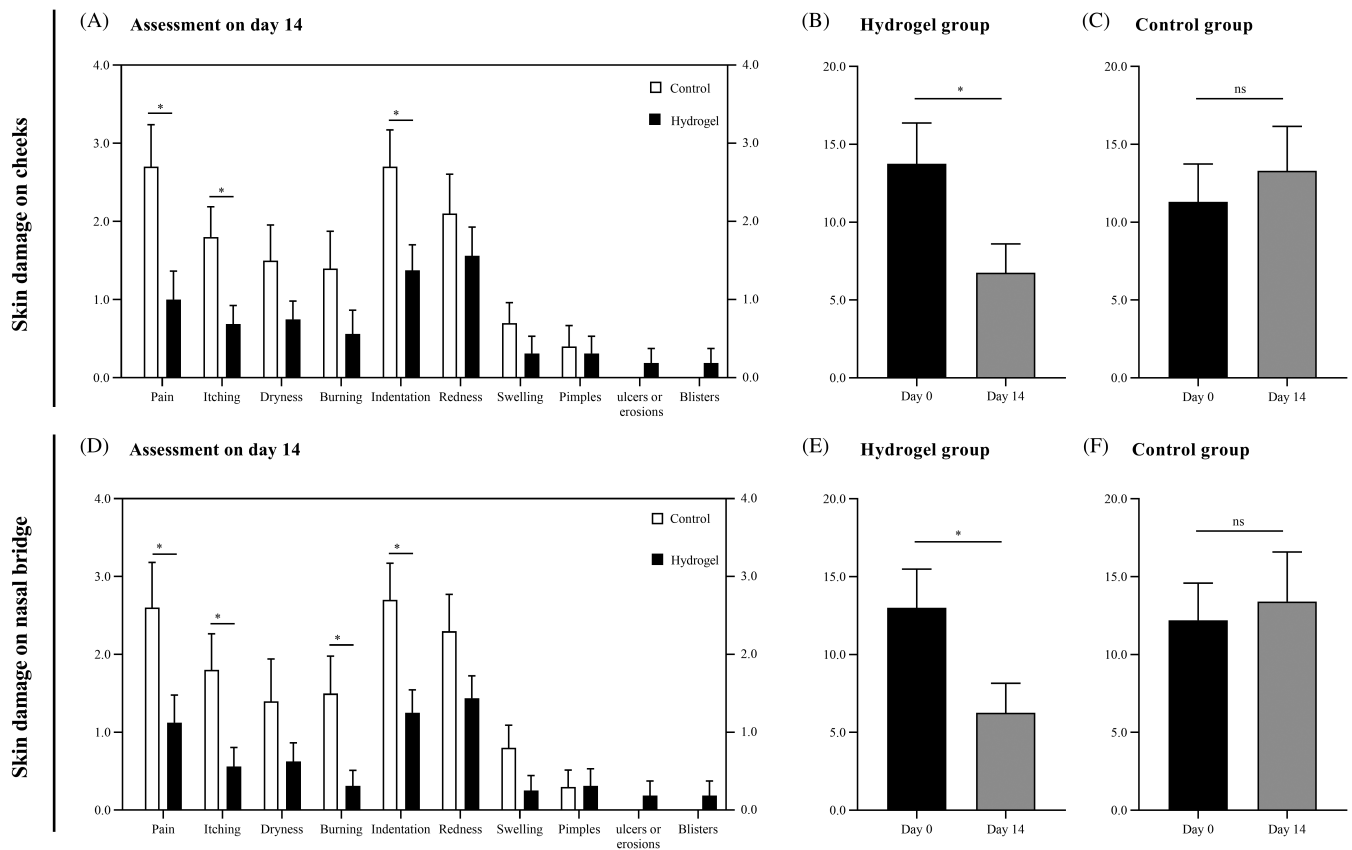 (A) Assessment on day 14
Skin damage on cheeks
4.0
3.0
2.0
1.0
0.0
4.0
3.0
2.0
1.0
0.0
Control
Hydrogel
*
*
*
Pain Itching Dryness Burning Indentation Redness Swelling Pimples ulcers or erosions Blisters
(B) Hydrogel group
20.0
15.0
10.0
5.0
0.0
*
Day 0 Day 14
(C) Control group
20.0
15.0
10.0
5.0
0.0
ns
Day 0 Day 14
(D) Assessment on day 14
Skin damage on nasal bridge
4.0
3.0
2.0
1.0
0.0
4.0
3.0
2.0
1.0
0.0
Control
Hydrogel
*
*
*
*
Pain Itching Dryness Burning Indentation Redness Swelling Pimples ulcers or erosions Blisters
(E) Hydrogel group
20.0
15.0
10.0
5.0
0.0
*
Day 0 Day 14
(F) Control group
20.0
15.0
10.0
5.0
0.0
ns
Day 0 Day 14